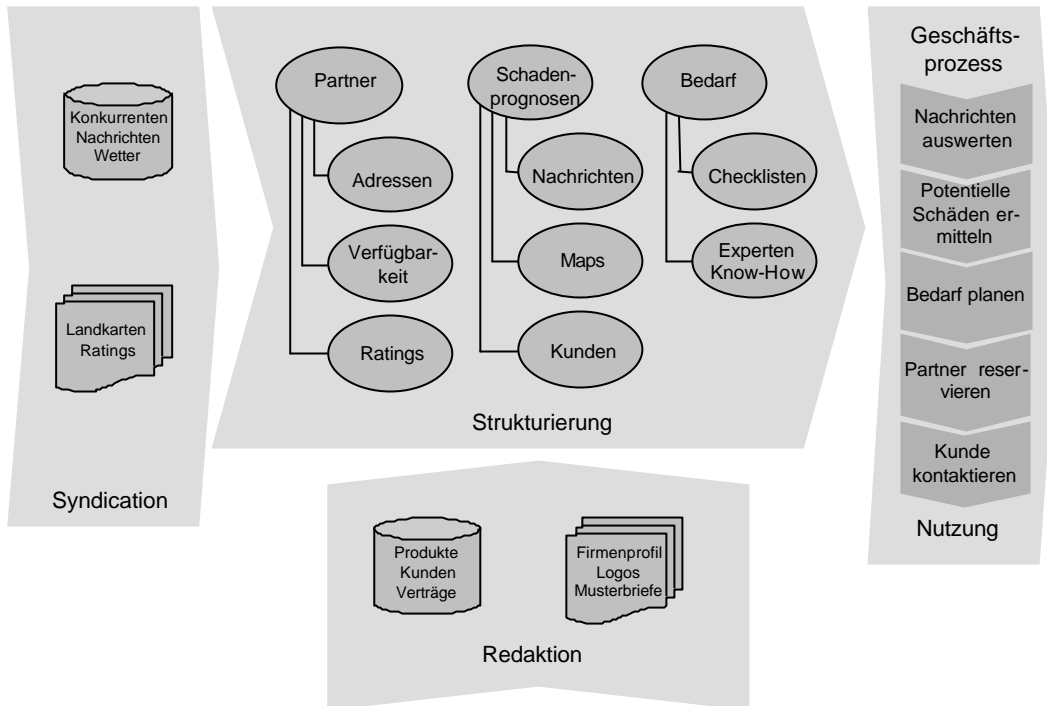 Konkurrenten
Nachrichten
Wetter
Landkarten
Ratings
Syndication
Partner
Adressen
Verfügbar-
keit
Ratings
Schaden-
prognosen
Nachrichten
Maps
Kunden
Bedarf
Checklisten
Experten
Know-How
Strukturierung
Produkte
Kunden
Verträge
Firmenprofil
Logos
Musterbriefe
Redaktion
Geschäfts-
prozess
Nachrichten
auswerten
Potentielle
Schäden er-
mitteln
Bedarf planen
Partner reser-
vieren
Kunde
kontaktieren
Nutzung